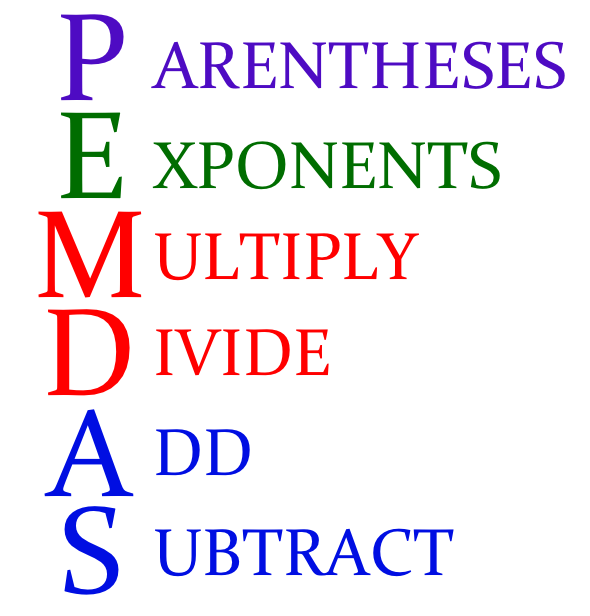 PARENTHESES
EXPONENTS
MULTIPLY
DIVIDE
ADD
SUBTRACT